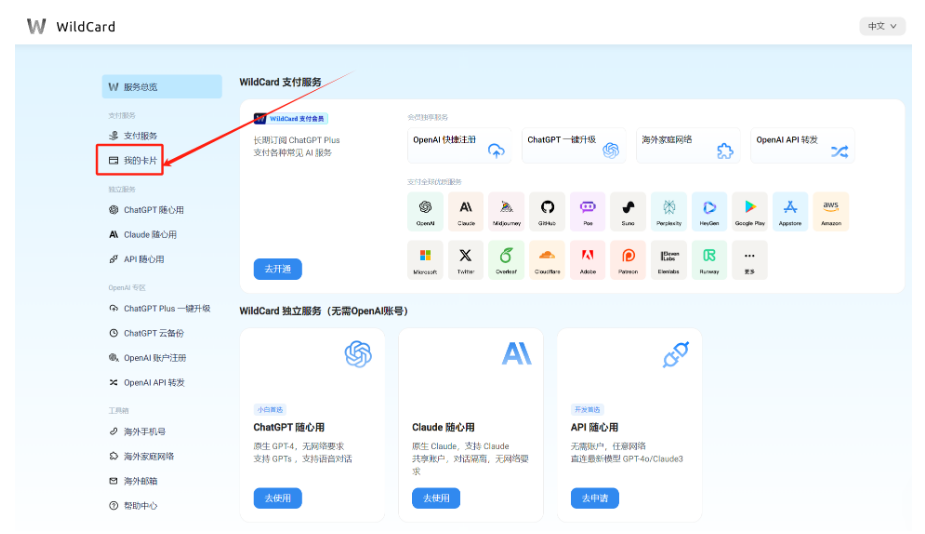 WildCard
中文
服务总览
支付服务
支付服务
我的卡片
独立服务
ChatGPT 随心用
Claude 随心用
API 随心用
OpenAI 专区
ChatGPT Plus 一键升级
ChatGPT 云备份
OpenAI 账户注册
OpenAI API 转发
工具箱
海外手机号
海外家庭网络
海外邮箱
帮助中心
WildCard 支付服务
WildCard 支付会员
长期订阅 ChatGPT Plus
支付各种常见 AI 服务
去开通
会员独享服务
OpenAI 快捷注册
ChatGPT 一键升级
海外家庭网络
OpenAI API 转发
支付全球优质服务
OpenAI
Claude
Midjourney
GitHub
Poe
Suno
Perplexity
HeyGen
Google Play
Appstore
aws
Amazon
Microsoft
Twitter
Overleaf
Cloudflare
Adobe
Patreon
IIEleven
Labs
Elenlabs
Runway
更多
WildCard 独立服务（无需OpenAI账号）
小白首选
ChatGPT 随心用
原生 GPT-4，无网络要求
支持 GPTs ，支持语音对话
去使用
Claude 随心用
原生 Claude，支持 Claude
共享账户，对话隔离，无网络要
求
去使用
开发首选
API 随心用
无需账户，任意网络
直连最新模型 GPT-4o/Claude3
去申请